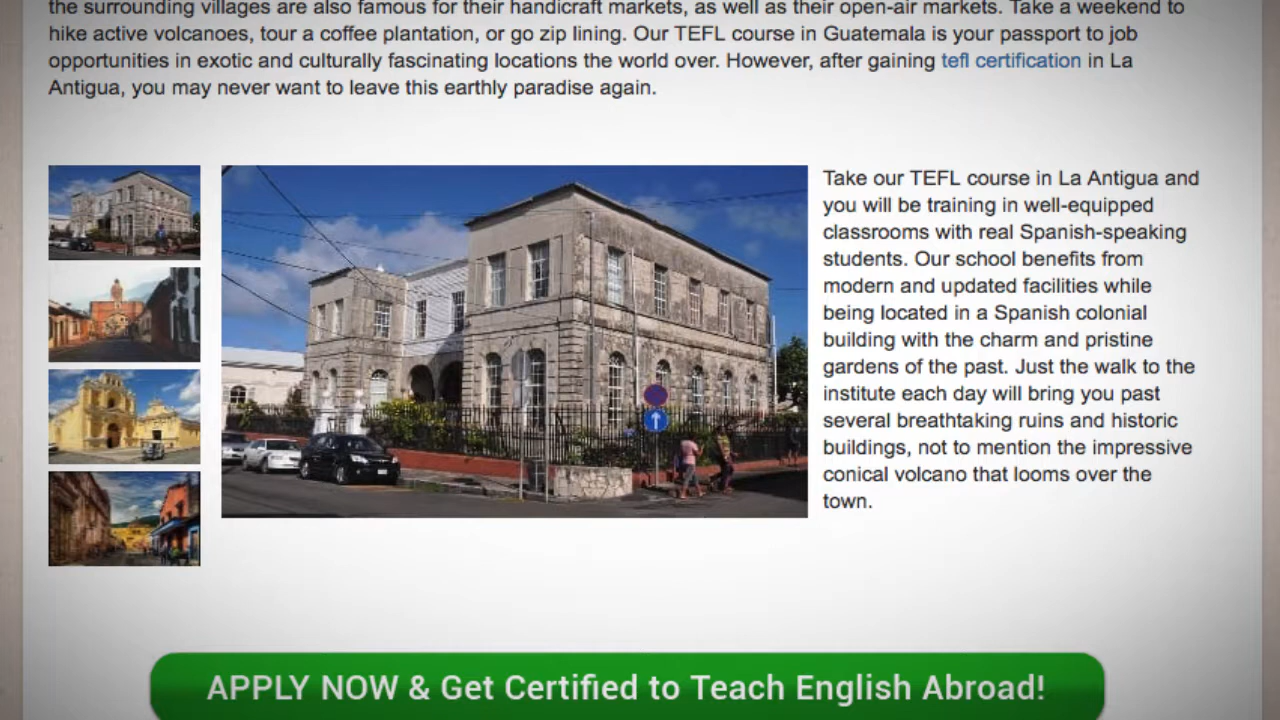 the surrounding villages are also famous for their handicraft markets, as well as their open-air markets. Take a weekend to
hike active volcanoes, tour a coffee plantation, or go zip lining. Our TEFL course in Guatemala is your passport to job
opportunities in exotic and culturally fascinating locations the world over. However, after gaining tefl certification in La
Antigua, you may never want to leave this earthly paradise again.
Take our TEFL course in La Antigua and
you will be training in well-equipped
classrooms with real Spanish-speaking
students. Our school benefits from
modern and updated facilities while
being located in a Spanish colonial
building with the charm and pristine
gardens of the past. Just the walk to the
institute each day will bring you past
several breathtaking ruins and historic
buildings, not to mention the impressive
conical volcano that looms over the
town.
APPLY NOW & Get Certified to Teach English Abroad!